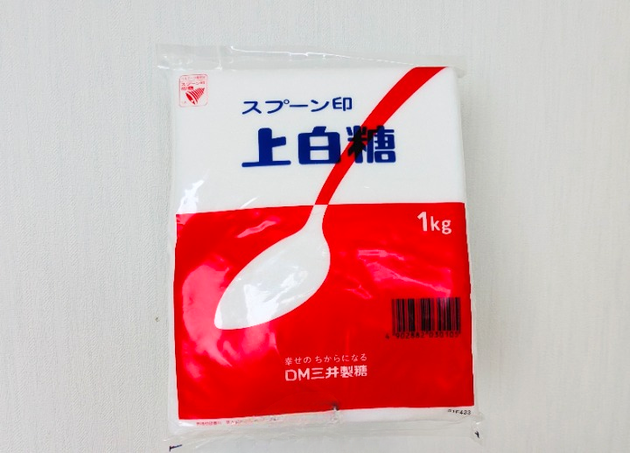 スプーン印
上白糖
1kg
幸せの ちからになる
DM三井製糖